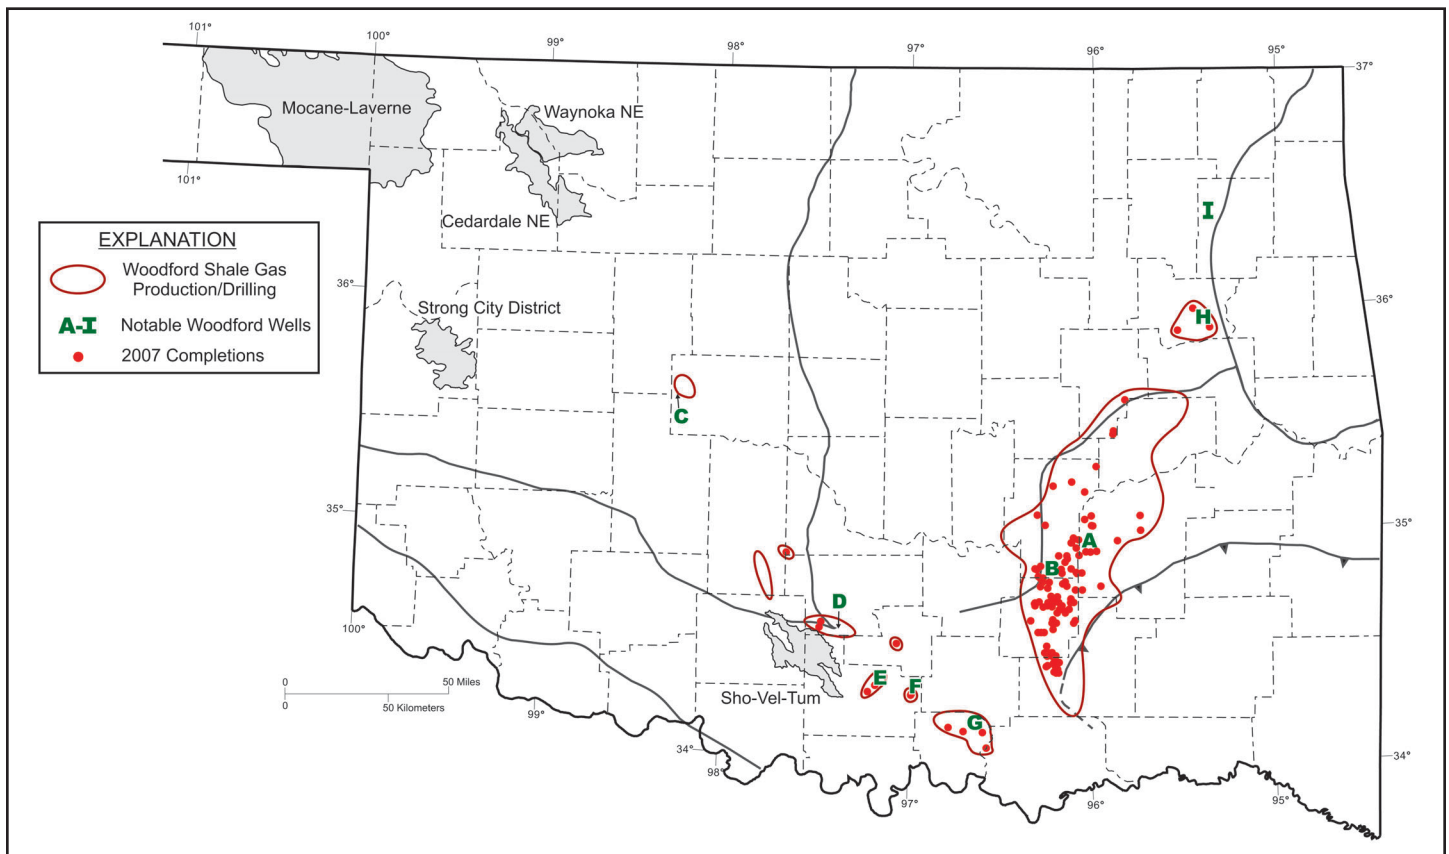 101°
100°
99°
98°
97°
96°
95°
37°
Mocane-Laverne
Waynoka NE
101°
Cedardale NE
I
EXPLANATION
Woodford Shale Gas
Production/Drilling
A-I Notable Woodford Wells
2007 Completions
36°
36°
Strong City District
H
C
35°
35°
A
B
D
100°
E
F
Sho-Vel-Tum
G
0 50 Miles
0 50 Kilometers
99°
34°
98°
34°
97°
96°
95°